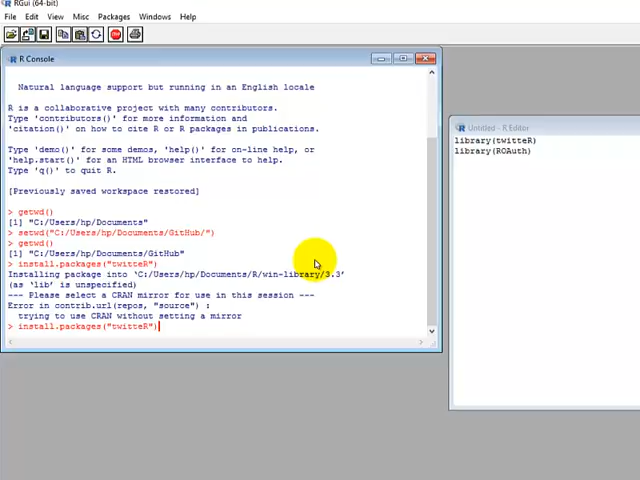 RGui (64-bit)
File Edit View Misc Packages Windows Help
R Console
Natural language support but running in an English locale
R is a collaborative project with many contributors.
Type 'contributors()' for more information and
'citation()' on how to cite R or R packages in publications.
Type 'demo()' for some demos, 'help()' for on-line help, or
'help.start()' for an HTML browser interface to help.
Type 'q()' to quit R.
[Previously saved workspace restored]
> getwd()
[1] "C:/Users/hp/Documents"
> setwd("C:/Users/hp/Documents/GitHub/")
> getwd()
[1] "C:/Users/hp/Documents/GitHub"
> install.packages("twitteR")
Installing package into ‘C:/Users/hp/Documents/R/win-library/3.3’
(as ‘lib’ is unspecified)
--- Please select a CRAN mirror for use in this session ---
Error in contrib.url(repos, "source") :
trying to use CRAN without setting a mirror
> install.packages("twitteR")
Untitled - R Editor
library(twitteR)
library(ROAuth)